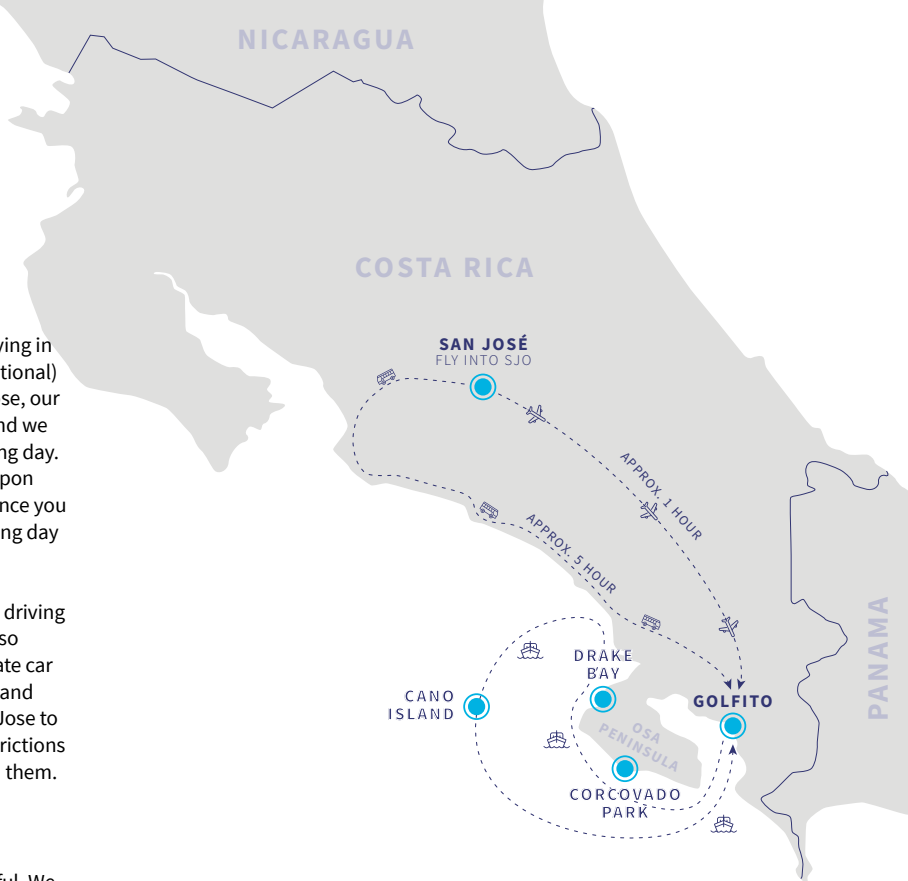 NICARAGUA
COSTA RICA
SAN JOSÉ
FLY INTO SJO
APPROX. 1 HOUR
APPROX. 5 HOUR
DRAKE
BAY
CANO
ISLAND
GOLFITO
OSA
PENINSULA
CORCOVADO
PARK
PANAMA
ying in
tional)
se, our
nd we
ng day.
pon
nce you
ng day
driving
so
ate car
and
Jose to
rictions
them.
ful. We